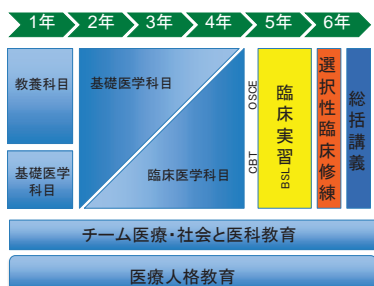 1年 2年 3年 4年 5年 6年
教養科目
基礎医学
科目
基礎医学科目
臨床医学科目
OSCE
CBT
臨床実習
BSL
選択性臨床修練
総括講義
チーム医療・社会と医科教育
医療人格教育